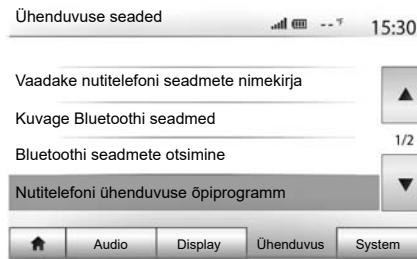 Ühenduvuse seaded
--°F 15:30
Vaadake nutitelefoni seadmete nimekirja
Kuvage Bluetoothi seadmed
1/2
Bluetoothi seadmete otsimine
Nutitelefoni ühenduvuse õpiprogramm
Audio Display Ühenduvus System